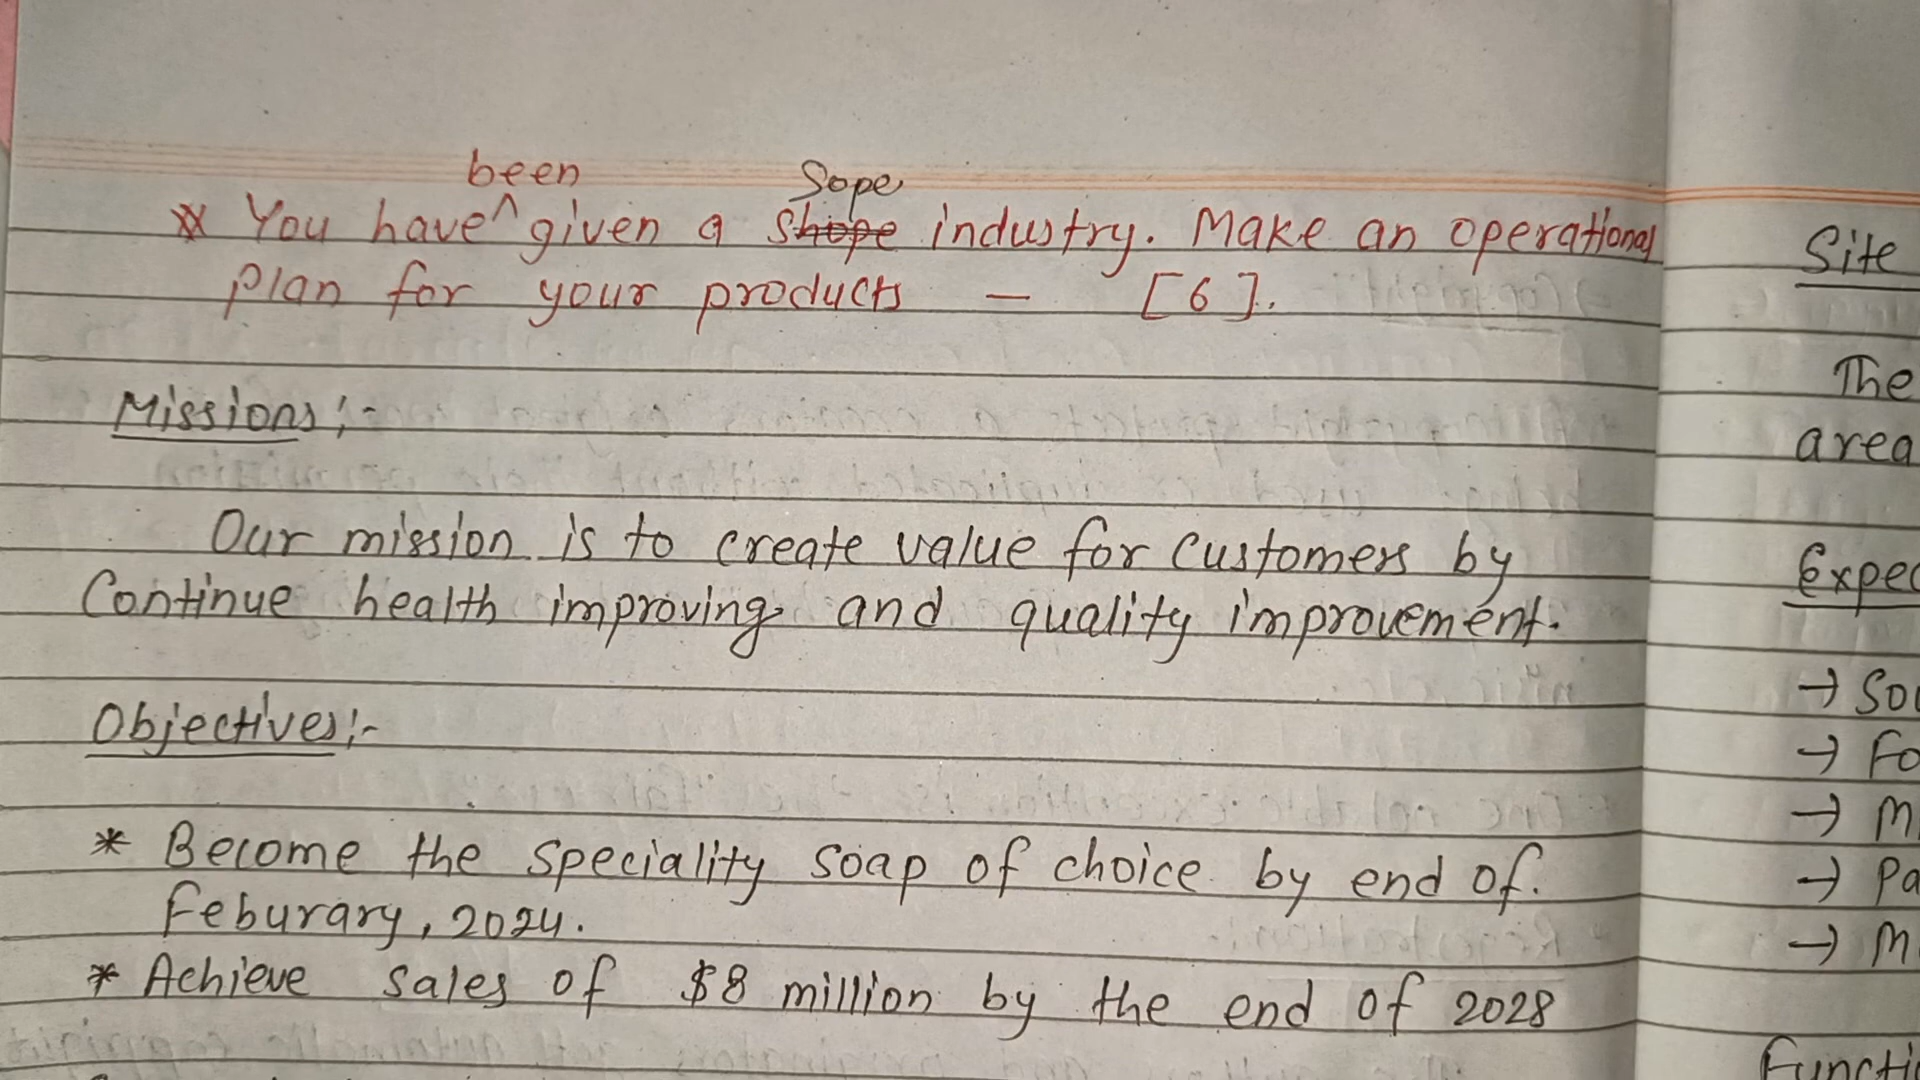 been Sope
* You have ^ given a Shope industry. Make an operational
plan for your products — [6].
Missions :-
Our mission is to create value for customers by
Continue health improving and quality improvement.
Objectives :-
* Become the speciality soap of choice by end of.
Feburary, 2024.
* Achieve sales of $8 million by the end of 2028
Site
The
area
Expec
→ Sou
→ Fo
→ M
→ Pa
→ M
Functi